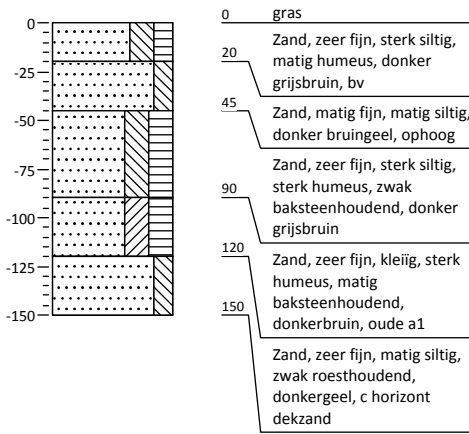 0
-25
-50
-75
-100
-125
-150
0 gras
20
Zand, zeer fijn, sterk siltig,
matig humeus, donker
grijsbruin, bv
45
Zand, matig fijn, matig siltig,
donker bruingeel, ophoog
90
Zand, zeer fijn, sterk siltig,
sterk humeus, zwak
baksteenhoudend, donker
grijsbruin
120
Zand, zeer fijn, kleiïg, sterk
humeus, matig
baksteenhoudend,
donkerbruin, oude a1
150
Zand, zeer fijn, matig siltig,
zwak roesthoudend,
donkergeel, c horizont
dekzand